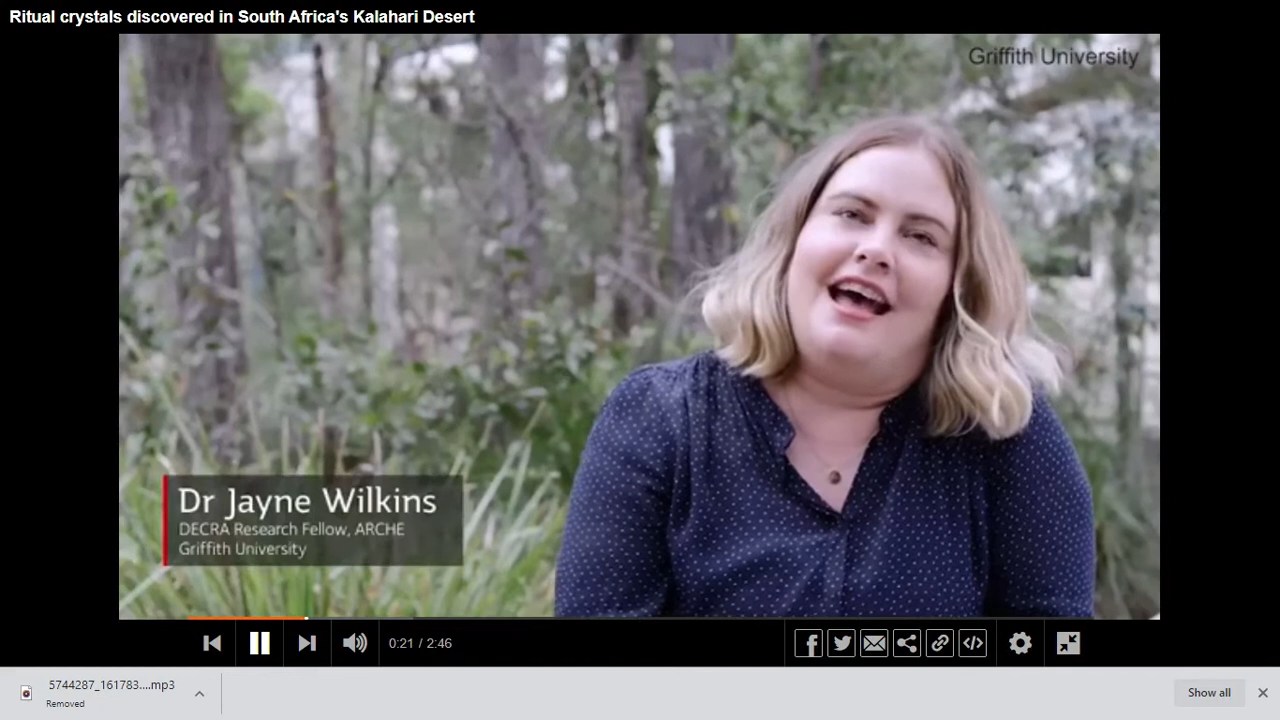 Ritual crystals discovered in South Africa's Kalahari Desert
Griffith University
Dr Jayne Wilkins
DECRA Research Fellow, ARCHE
Griffith University
0:21 / 2:46
5744287_161783....mp3
Removed
Show all